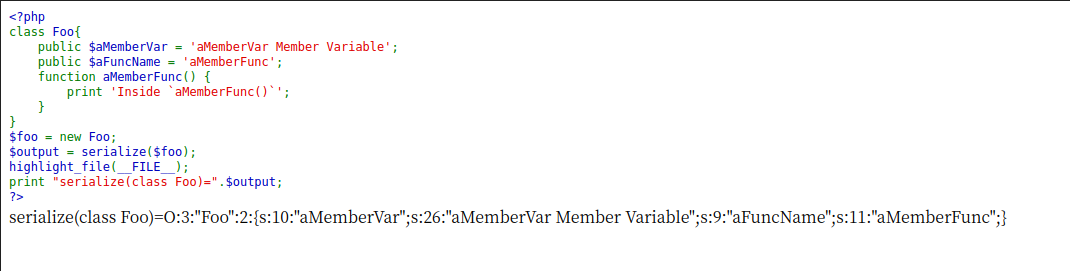 <?php
class Foo{
    public $aMemberVar = 'aMemberVar Member Variable';
    public $aFuncName = 'aMemberFunc';
    function aMemberFunc() {
        print 'Inside `aMemberFunc()`';
    }
}
$foo = new Foo;
$output = serialize($foo);
highlight_file(__FILE__);
print "serialize(class Foo)=".$output;
?>
serialize(class Foo)=O:3:"Foo":2:{s:10:"aMemberVar";s:26:"aMemberVar Member Variable";s:9:"aFuncName";s:11:"aMemberFunc";}